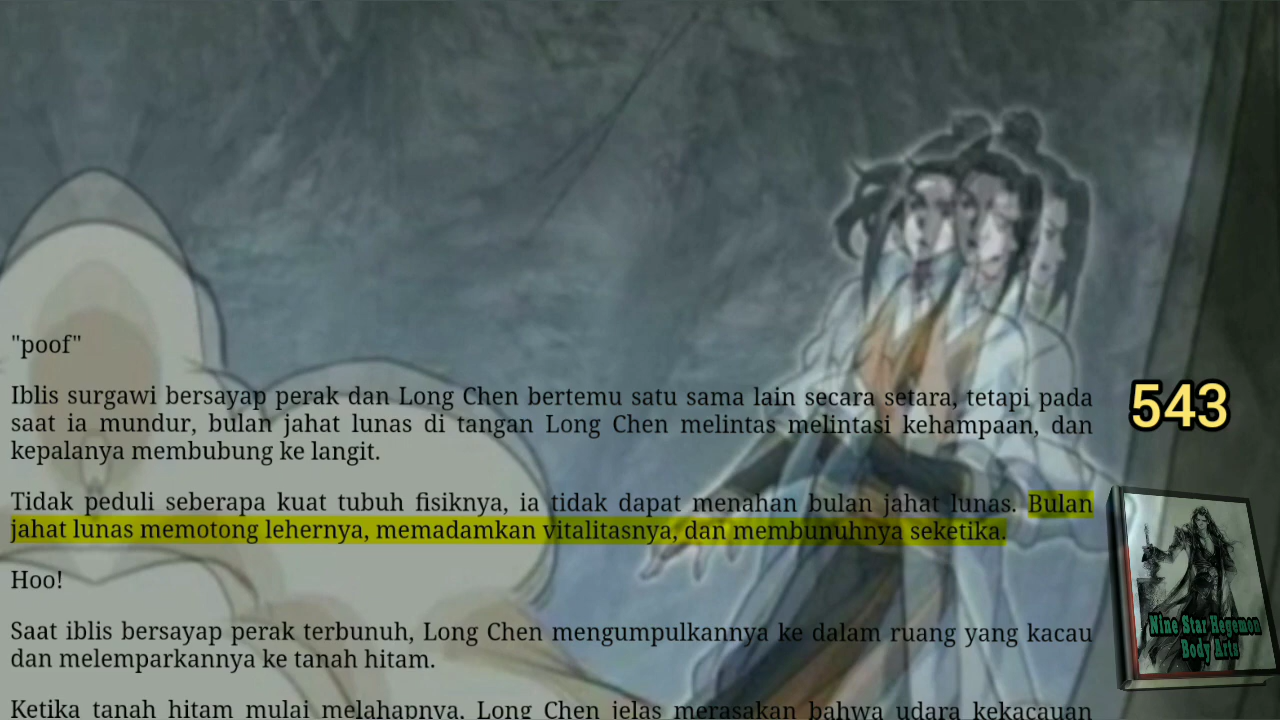 "poof"
Iblis surgawi bersayap perak dan Long Chen bertemu satu sama lain secara setara, tetapi pada
saat ia mundur, bulan jahat lunas di tangan Long Chen melintas melintasi kehampaan, dan
kepalanya membubung ke langit.
Tidak peduli seberapa kuat tubuh fisiknya, ia tidak dapat menahan bulan jahat lunas. Bulan
jahat lunas memotong lehernya, memadamkan vitalitasnya, dan membunuhnya seketika.
Hoo!
Saat iblis bersayap perak terbunuh, Long Chen mengumpulkannya ke dalam ruang yang kacau
dan melemparkannya ke tanah hitam.
Ketika tanah hitam mulai melahapnya, Long Chen jelas merasakan bahwa udara kekacauan
543
Nine Star Hegemon
Body Arts